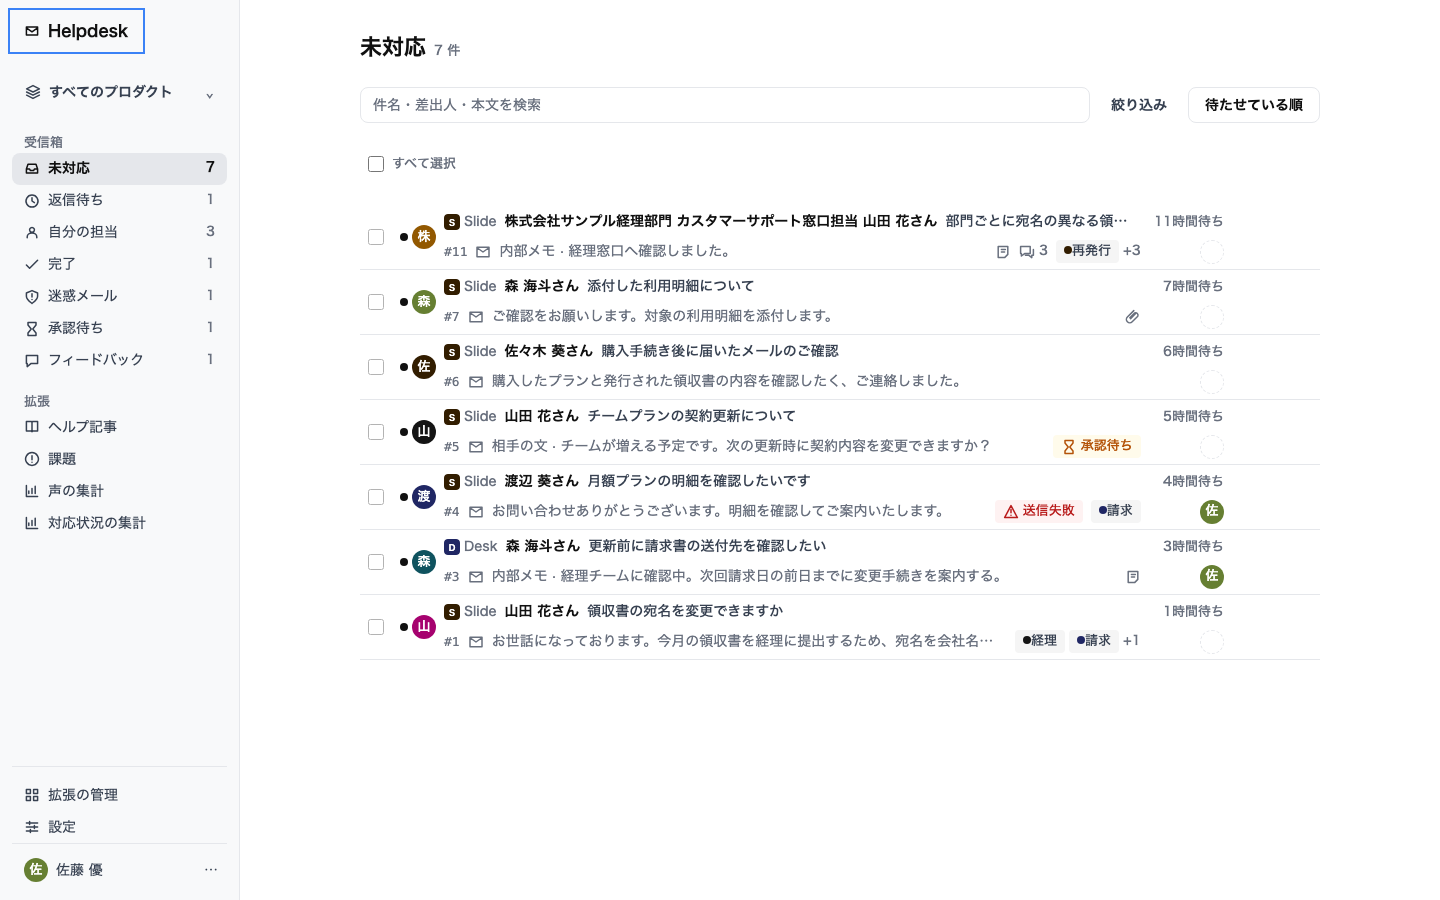 Helpdesk
すべてのプロダクト
受信箱
未対応 7
返信待ち 1
自分の担当 3
完了 1
迷惑メール 1
承認待ち 1
フィードバック 1
拡張
ヘルプ記事
課題
声の集計
対応状況の集計
拡張の管理
設定
佐 佐藤 優 …
未対応 7 件
件名・差出人・本文を検索 絞り込み 待たせている順
すべて選択
株 S Slide 株式会社サンプル経理部門 カスタマーサポート窓口担当 山田 花さん 部門ごとに宛名の異なる領… 11時間待ち
#11 内部メモ · 経理窓口へ確認しました。 3 再発行 +3
森 S Slide 森 海斗さん 添付した利用明細について 7時間待ち
#7 ご確認をお願いします。対象の利用明細を添付します。
佐 S Slide 佐々木 葵さん 購入手続き後に届いたメールのご確認 6時間待ち
#6 購入したプランと発行された領収書の内容を確認したく、ご連絡しました。
山 S Slide 山田 花さん チームプランの契約更新について 5時間待ち
#5 相手の文 · チームが増える予定です。次の更新時に契約内容を変更できますか？ 承認待ち
渡 S Slide 渡辺 葵さん 月額プランの明細を確認したいです 4時間待ち
#4 お問い合わせありがとうございます。明細を確認してご案内いたします。 送信失敗 請求 佐
森 D Desk 森 海斗さん 更新前に請求書の送付先を確認したい 3時間待ち
#3 内部メモ · 経理チームに確認中。次回請求日の前日までに変更手続きを案内する。 佐
山 S Slide 山田 花さん 領収書の宛名を変更できますか 1時間待ち
#1 お世話になっております。今月の領収書を経理に提出するため、宛名を会社名… 経理 請求 +1